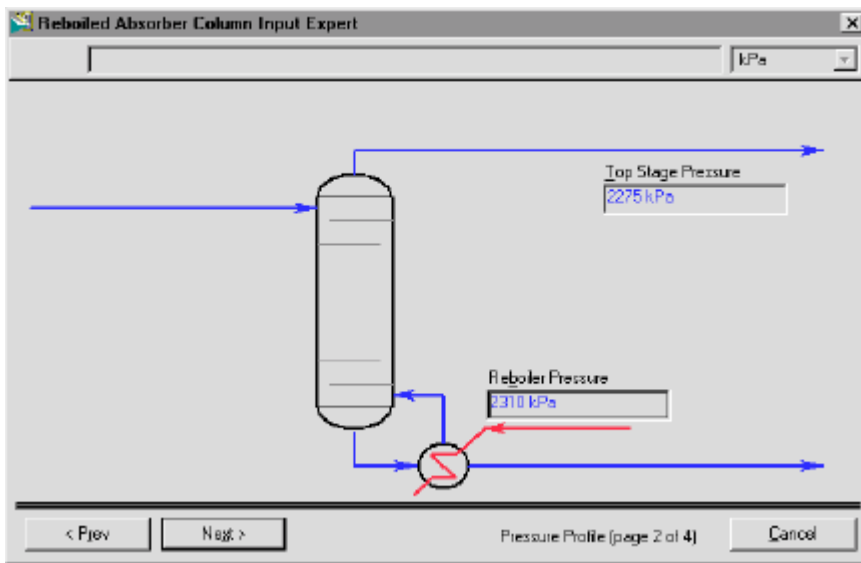 Reboiled Absorber Column Input Expert
kPa
Top Stage Pressure
2275 kPa
Reboiler Pressure
2310 kPa
< Prev
Next >
Pressure Profile (page 2 of 4)
Cancel